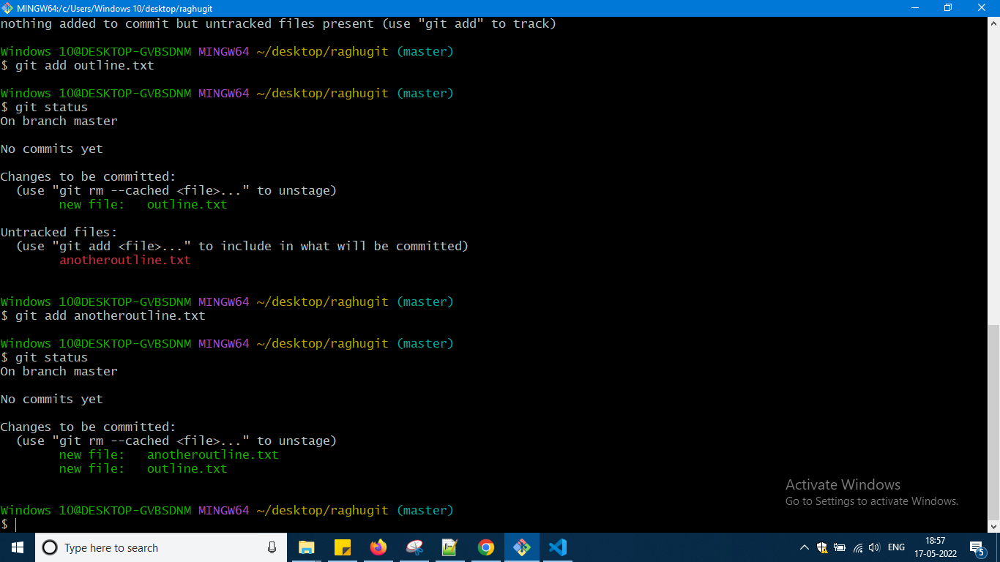 MINGW64:/c/Users/Windows 10/desktop/raghugit
nothing added to commit but untracked files present (use "git add" to track)
Windows 10@DESKTOP-GVBSDNM MINGW64 ~/desktop/raghugit (master)
$ git add outline.txt
Windows 10@DESKTOP-GVBSDNM MINGW64 ~/desktop/raghugit (master)
$ git status
On branch master
No commits yet
Changes to be committed:
  (use "git rm --cached <file>..." to unstage)
        new file:   outline.txt
Untracked files:
  (use "git add <file>..." to include in what will be committed)
        anotheroutline.txt
Windows 10@DESKTOP-GVBSDNM MINGW64 ~/desktop/raghugit (master)
$ git add anotheroutline.txt
Windows 10@DESKTOP-GVBSDNM MINGW64 ~/desktop/raghugit (master)
$ git status
On branch master
No commits yet
Changes to be committed:
  (use "git rm --cached <file>..." to unstage)
        new file:   anotheroutline.txt
        new file:   outline.txt
Windows 10@DESKTOP-GVBSDNM MINGW64 ~/desktop/raghugit (master)
$
Activate Windows
Go to Settings to activate Windows.
Type here to search
ENG
18:57
17-05-2022
5